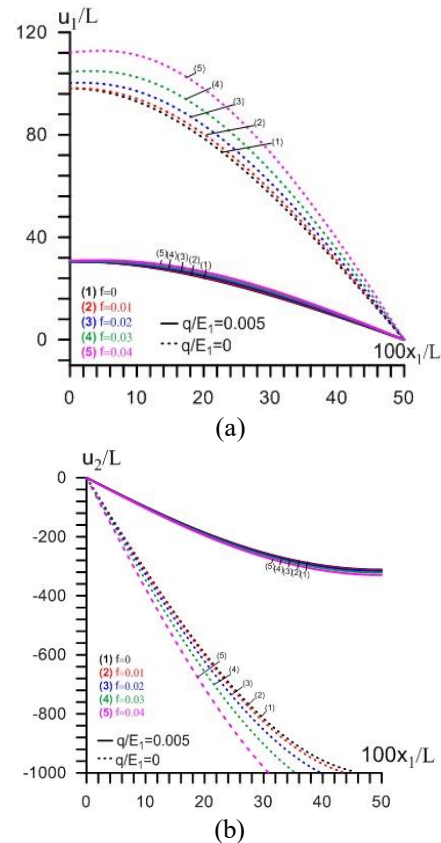 u₁/L
120
80
40
0
(5)
(4)
(3)
(2)
(1)
(5)(4)(3)(2)(1)
(1) f=0
(2) f=0.01
(3) f=0.02
(4) f=0.03
(5) f=0.04
q/E₁=0.005
q/E₁=0
100x₁/L
0 10 20 30 40 50
(a)
u₂/L
0
-200
-400
-600
-800
-1000
(5)(4)(3)(2)(1)
(5)
(4)
(3)
(2)
(1)
(1) f=0
(2) f=0.01
(3) f=0.02
(4) f=0.03
(5) f=0.04
q/E₁=0.005
q/E₁=0
100x₁/L
0 10 20 30 40 50
(b)